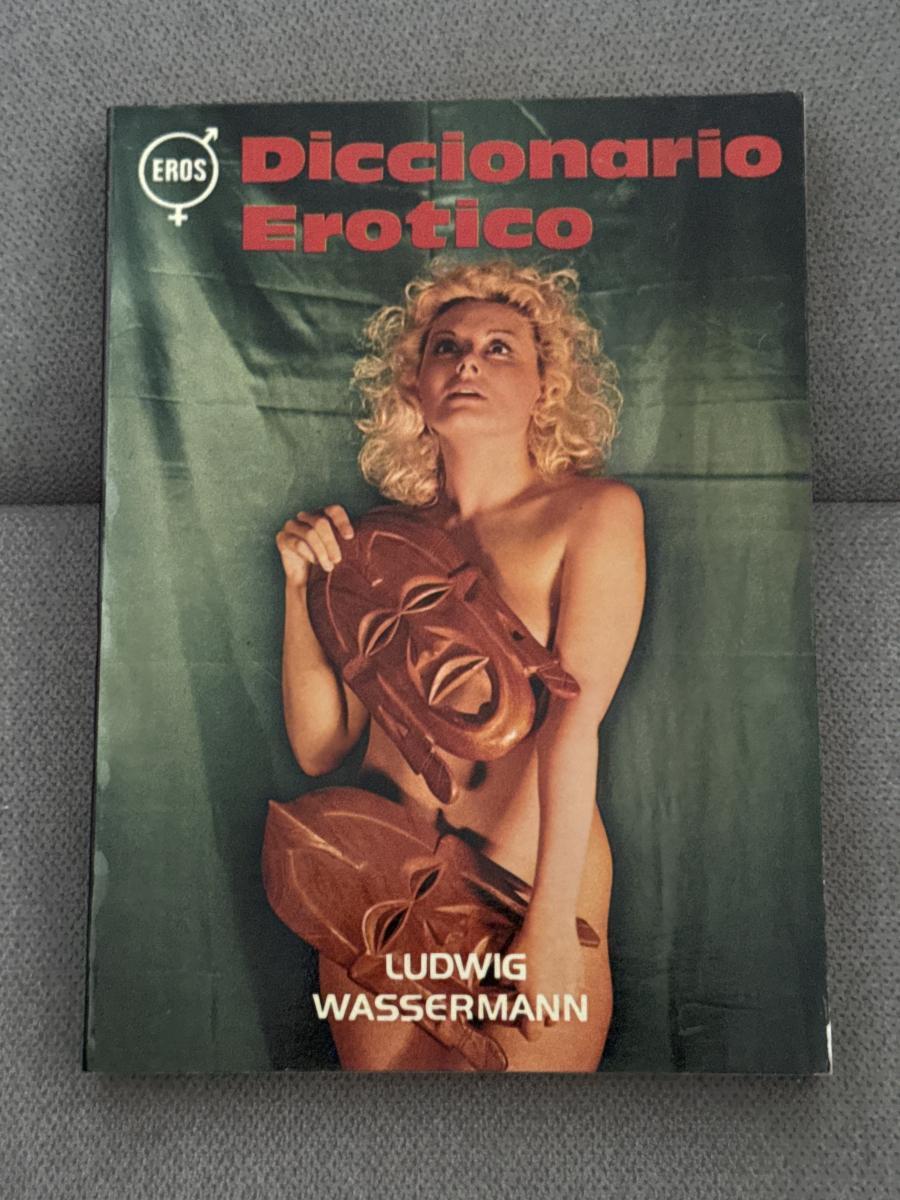 EROS
Diccionario
Erotico
LUDWIG
WASSERMANN